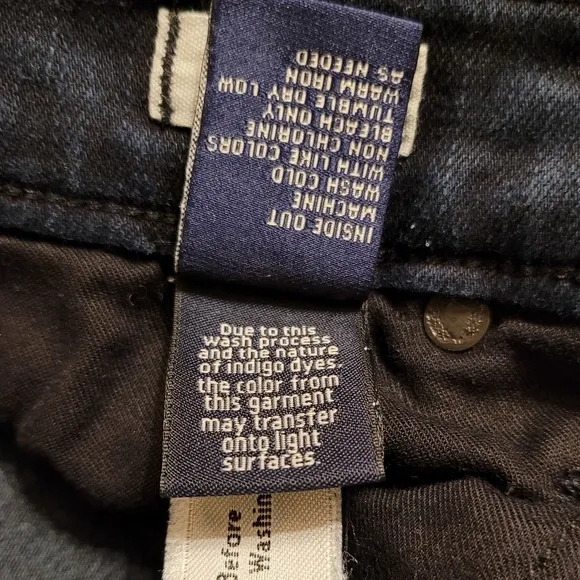 INSIDE OUT
MACHINE
WASH COLD
WITH LIKE COLORS
NON CHLORINE
BLEACH ONLY
TUMBLE DRY LOW
WARM IRON
AS NEEDED
Due to this
wash process
and the nature
of indigo dyes.
the color from
this garment
may transfer
onto light
surfaces.
Before
Washin